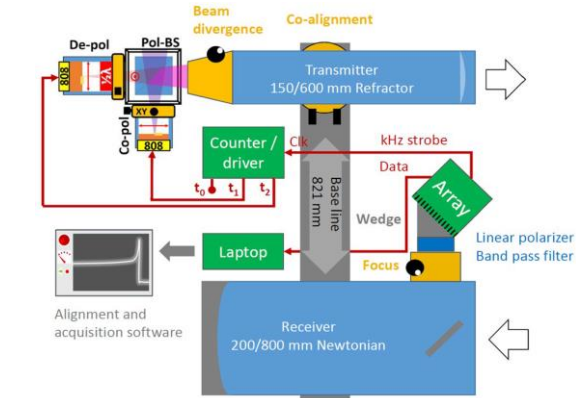 Beam
divergence
Co-alignment
De-pol
Pol-BS
808
½λ
Transmitter
150/600 mm Refractor
XY
Co-pol
808
Counter /
driver
Clk
kHz strobe
Data
t₀ t₁ t₂
Array
Base line
821 mm
Wedge
Linear polarizer
Band pass filter
Laptop
Focus
Alignment and
acquisition software
Receiver
200/800 mm Newtonian